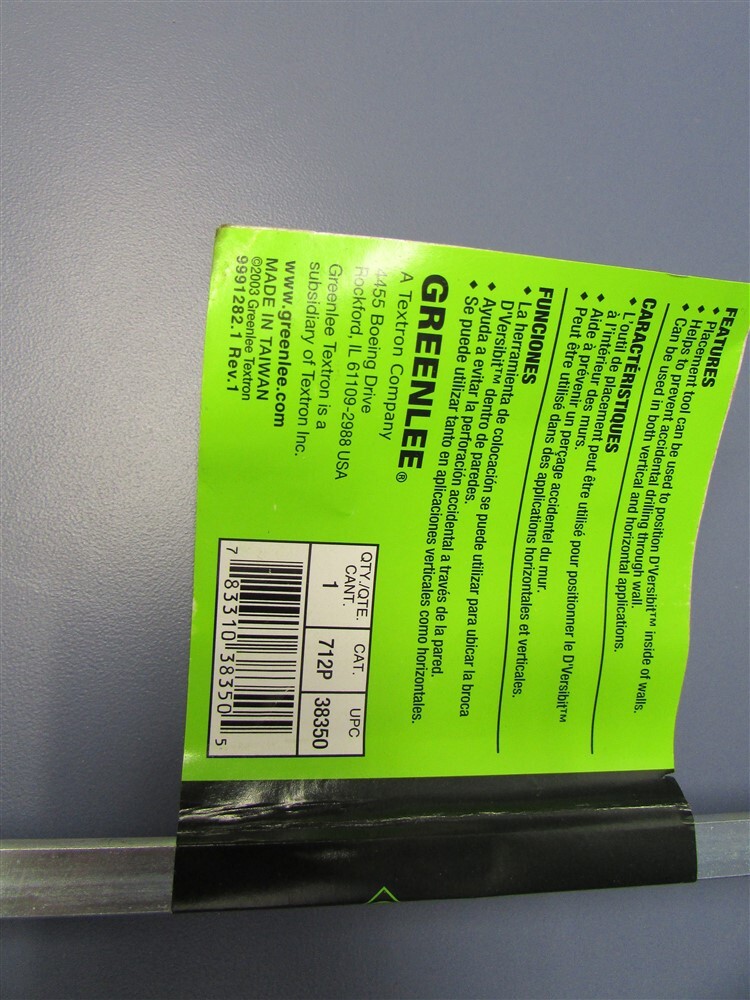 FEATURES
• Placement tool can be used to position D'Versibit™ inside of walls.
• Helps to prevent accidental drilling through wall.
• Can be used in both vertical and horizontal applications.
CARACTÉRISTIQUES
• L'outil de placement peut être utilisé pour positionner le D'Versibit™
à l'intérieur des murs.
• Aide à prévenir un perçage accidentel du mur.
• Peut être utilisé dans des applications horizontales et verticales.
FUNCIONES
• La herramienta de colocación se puede utilizar para ubicar la broca
D'Versibit™ dentro de paredes.
• Ayuda a evitar la perforación accidental a través de la pared.
• Se puede utilizar tanto en aplicaciones verticales como horizontales.
GREENLEE®
A Textron Company
4455 Boeing Drive
Rockford, IL 61109-2988 USA
Greenlee Textron is a
subsidiary of Textron Inc.
www.greenlee.com
MADE IN TAIWAN
©2003 Greenlee Textron
9991282.1 Rev.1
QTY./QTE. CAT. UPC
CANT.
1 712P 38350
7 83310 38350 5